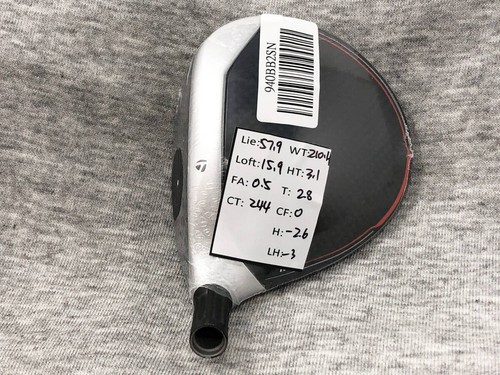 940BB2SN
Lie: 57.9 WT: 210.4
Loft: 15.9 HT: 3.1
FA: 0.5 T: 28
CT: 244 CF: 0
H: -26
LH: -3